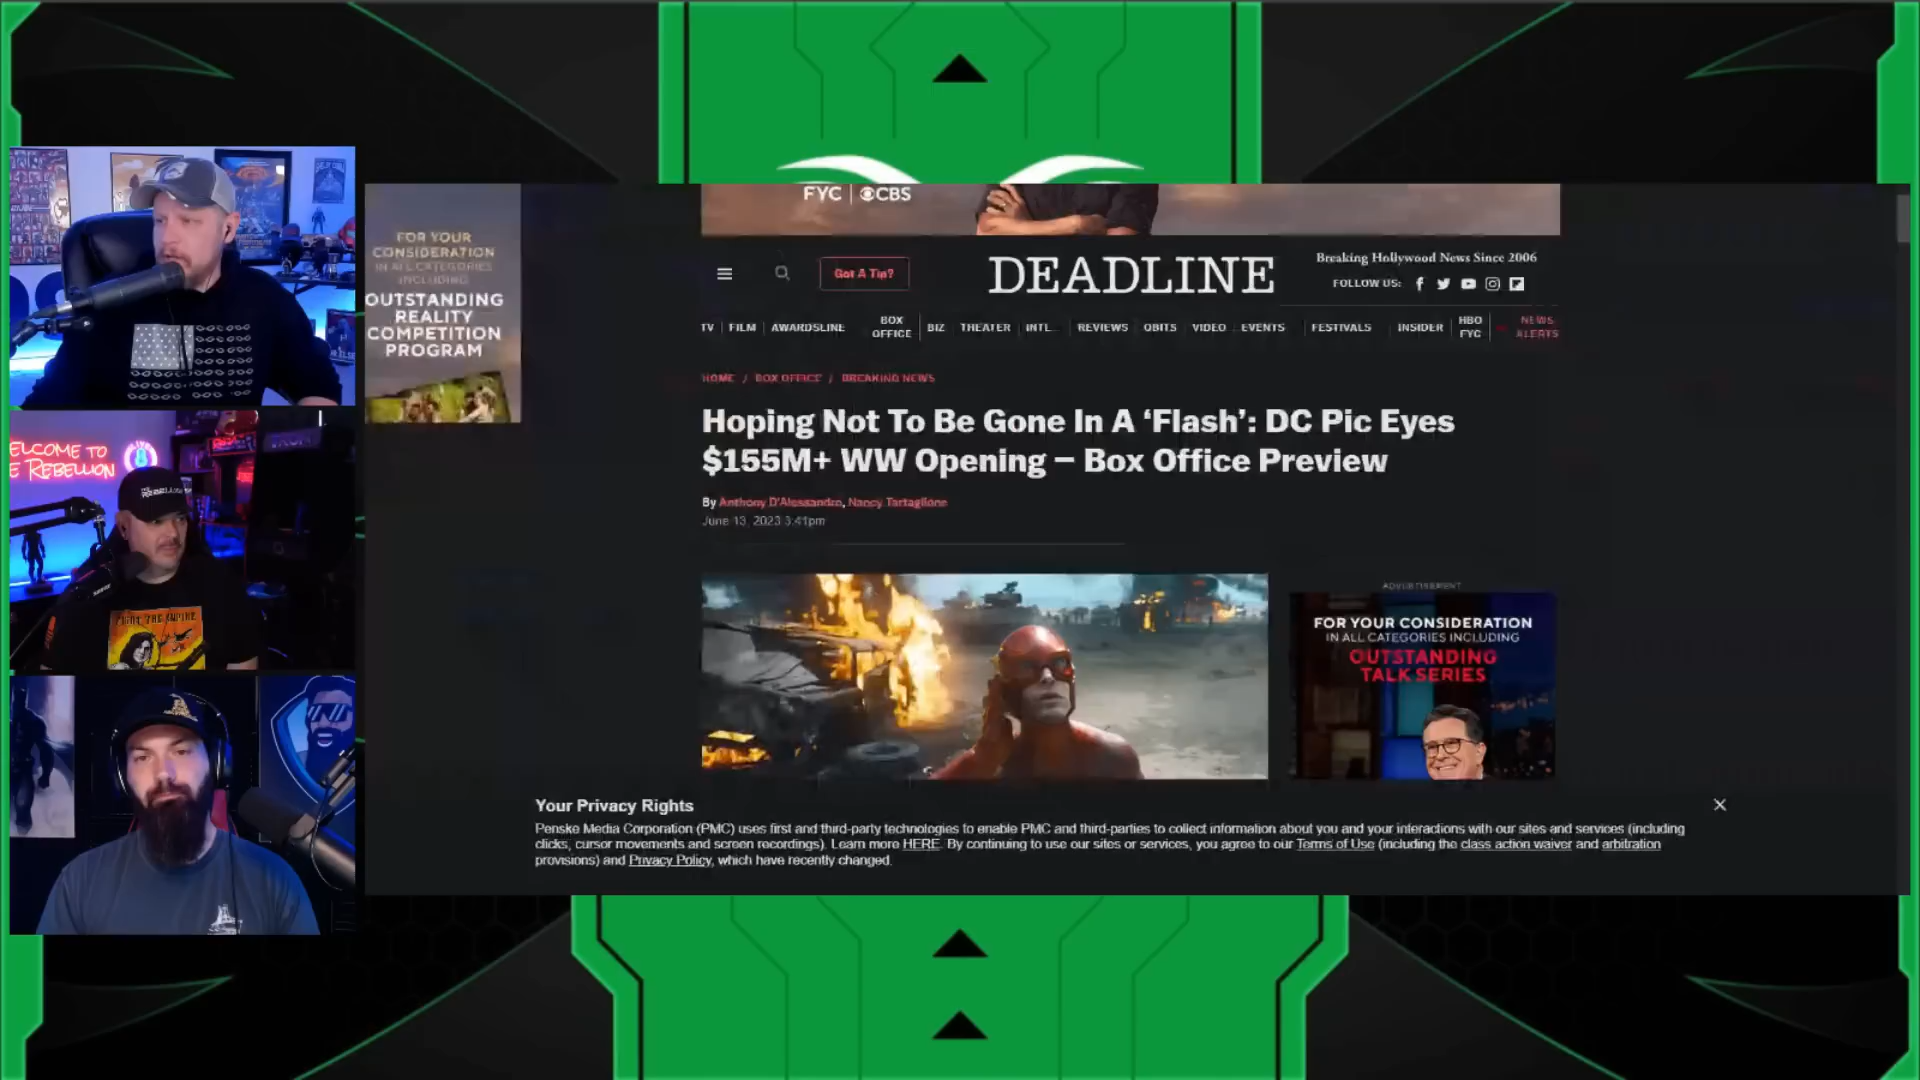 FYC | CBS
FOR YOUR
CONSIDERATION
IN ALL CATEGORIES
INCLUDING
OUTSTANDING
REALITY
COMPETITION
PROGRAM
Got A Tip?
DEADLINE
Breaking Hollywood News Since 2006
FOLLOW US:
TV | FILM | AWARDSLINE BOX OFFICE | BIZ THEATER | INTL | REVIEWS OBITS VIDEO EVENTS | FESTIVALS | INSIDER | HBO FYC | NEWS ALERTS
HOME / BOX OFFICE / BREAKING NEWS
Hoping Not To Be Gone In A ‘Flash’: DC Pic Eyes
$155M+ WW Opening – Box Office Preview
By Anthony D'Alessandro, Nancy Tartaglione
June 13, 2023 3:41pm
ELCOME TO
E REBELLION
ADVERTISEMENT
FOR YOUR CONSIDERATION
IN ALL CATEGORIES INCLUDING
OUTSTANDING
TALK SERIES
Your Privacy Rights
Penske Media Corporation (PMC) uses first and third-party technologies to enable PMC and third-parties to collect information about you and your interactions with our sites and services (including
clicks, cursor movements and screen recordings). Learn more HERE. By continuing to use our sites or services, you agree to our Terms of Use (including the class action waiver and arbitration
provisions) and Privacy Policy, which have recently changed.